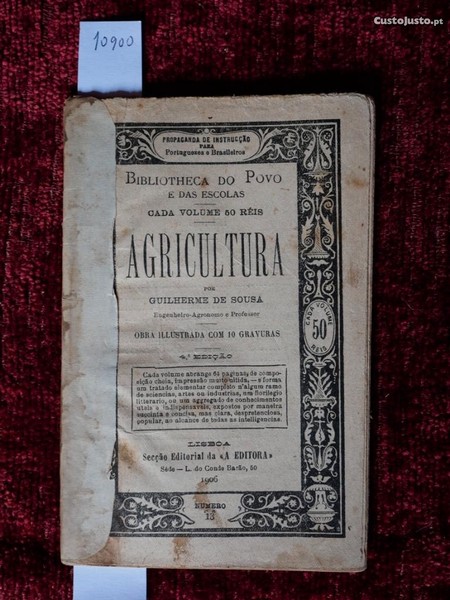 CustoJusto.pt
10900
PROPAGANDA DE INSTRUCÇÃO
PARA
Portuguezes e Brazileiros
BIBLIOTHECA DO POVO
E DAS ESCOLAS
CADA VOLUME 50 RÉIS
AGRICULTURA
POR
GUILHERME DE SOUSA
Engenheiro-Agronomo e Professor
OBRA ILLUSTRADA COM 10 GRAVURAS
4.ª EDIÇÃO
Cada volume abrange 64 paginas, de compo-
sição cheia, impressão muito nitida, — e forma
um tratado elementar completo n'algum ramo
de sciencias, artes ou industrias, um florilegio
litterario, ou um aggregado de conhecimentos
uteis e indispensaveis, expostos por maneira
succinta e concisa, mas clara, despretenciosa,
popular, ao alcance de todas as intelligencias.
LISBOA
Secção Editorial da «A EDITORA»
Séde — L. do Conde Barão, 50
1906
NUMERO
13
CADA VOLUME
50
RÉIS